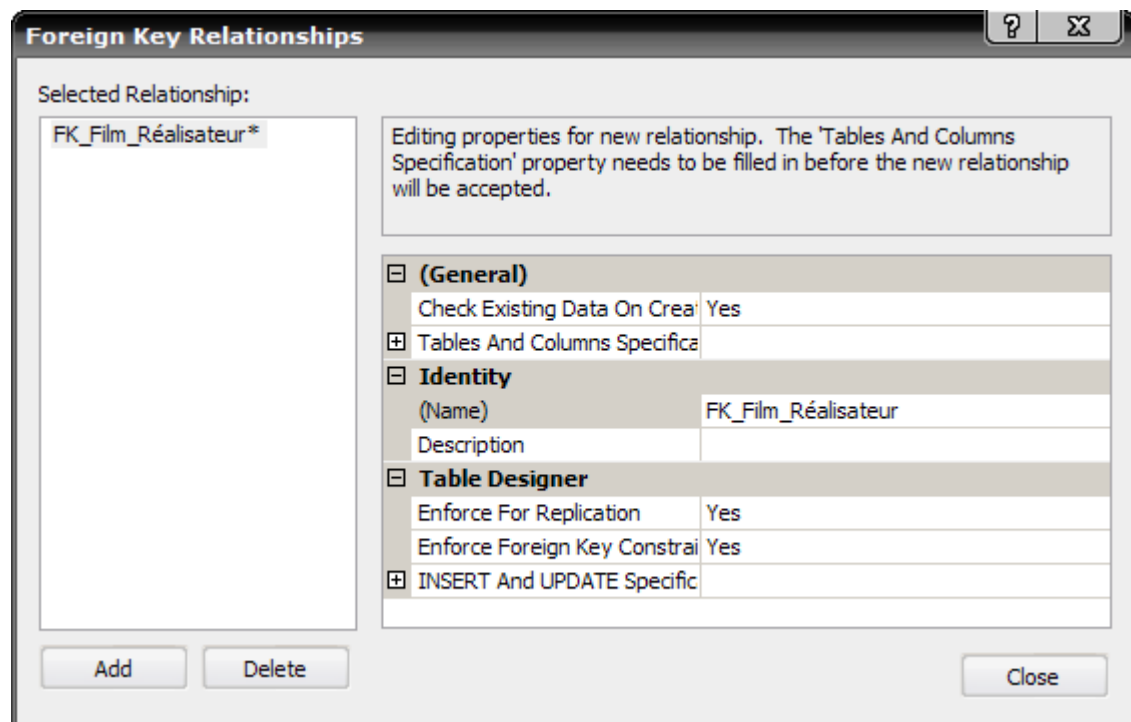 Foreign Key Relationships
Selected Relationship:
FK_Film_Réalisateur*
Editing properties for new relationship. The 'Tables And Columns
Specification' property needs to be filled in before the new relationship
will be accepted.
(General)
Check Existing Data On Crea Yes
Tables And Columns Specifica
Identity
(Name) FK_Film_Réalisateur
Description
Table Designer
Enforce For Replication Yes
Enforce Foreign Key Constrai Yes
INSERT And UPDATE Specific
Add Delete
Close